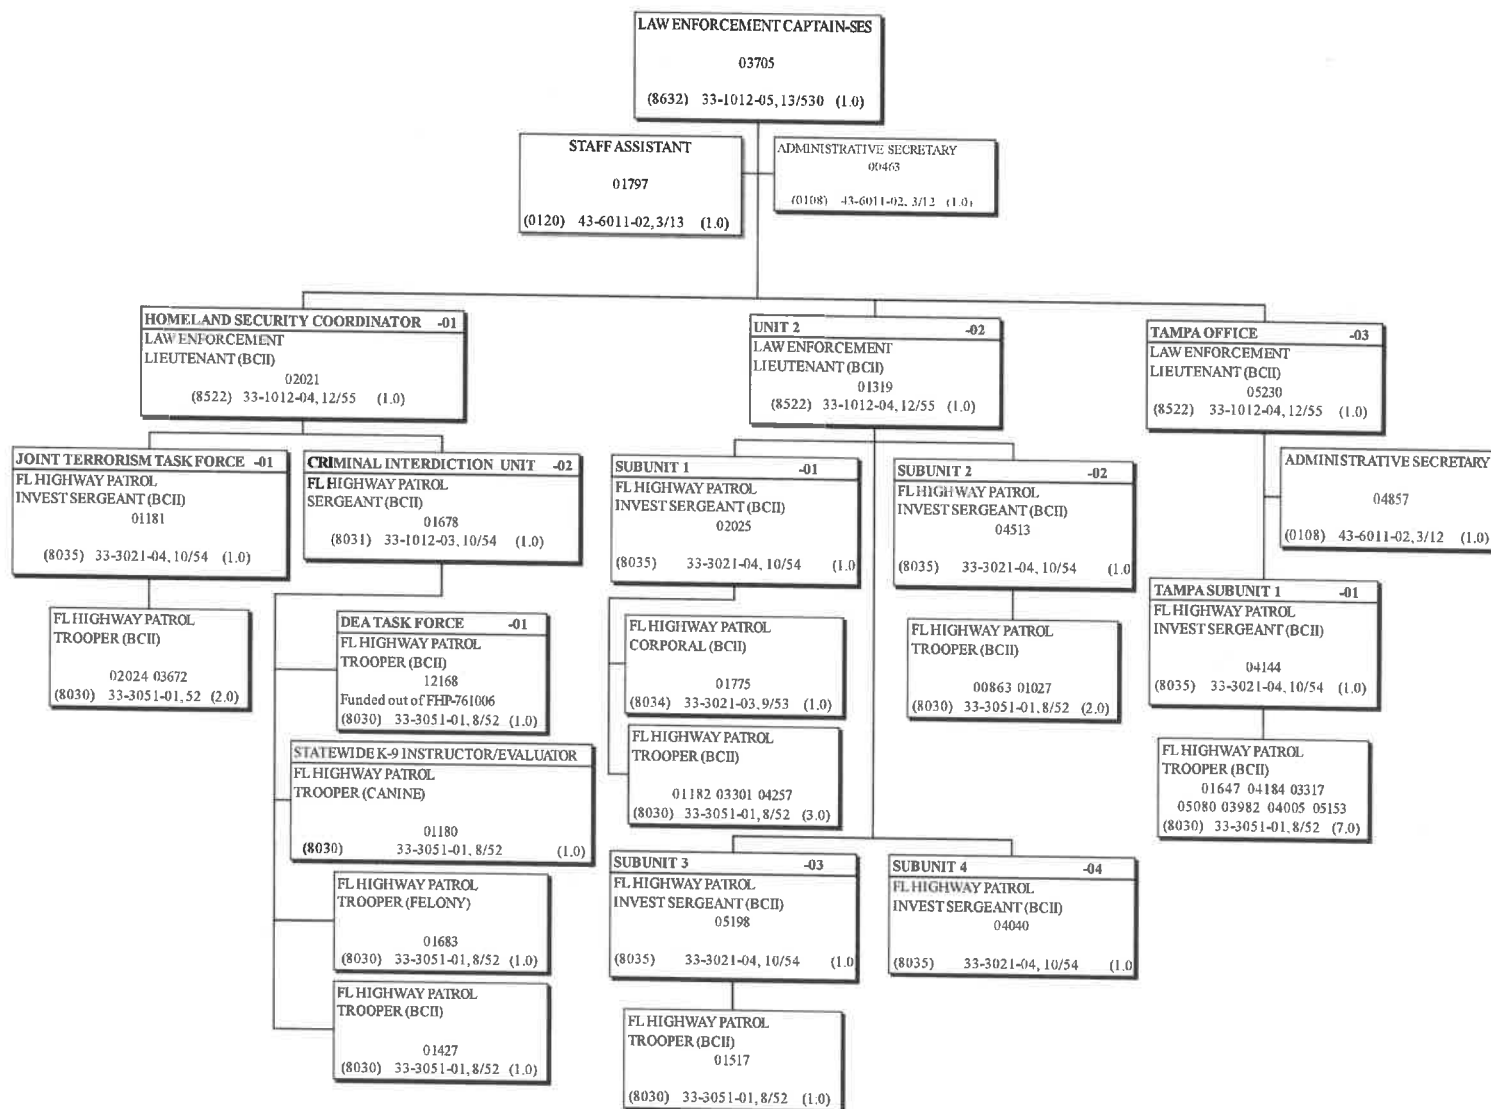 LAW ENFORCEMENT CAPTAIN-SES
03705
(8632) 33-1012-05, 13/530 (1.0)
STAFF ASSISTANT
01797
(0120) 43-6011-02, 3/13 (1.0)
ADMINISTRATIVE SECRETARY
00463
(0108) 43-6011-02, 3/12 (1.0)
HOMELAND SECURITY COORDINATOR -01
LAW ENFORCEMENT
LIEUTENANT (BCII)
02021
(8522) 33-1012-04, 12/55 (1.0)
UNIT 2 -02
LAW ENFORCEMENT
LIEUTENANT (BCII)
01319
(8522) 33-1012-04, 12/55 (1.0)
TAMPA OFFICE -03
LAW ENFORCEMENT
LIEUTENANT (BCII)
05230
(8522) 33-1012-04, 12/55 (1.0)
JOINT TERRORISM TASK FORCE -01
FL HIGHWAY PATROL
INVEST SERGEANT (BCII)
01181
(8035) 33-3021-04, 10/54 (1.0)
CRIMINAL INTERDICTION UNIT -02
FL HIGHWAY PATROL
SERGEANT (BCII)
01678
(8031) 33-1012-03, 10/54 (1.0)
SUBUNIT 1 -01
FL HIGHWAY PATROL
INVEST SERGEANT (BCII)
02025
(8035) 33-3021-04, 10/54 (1.0
SUBUNIT 2 -02
FL HIGHWAY PATROL
INVEST SERGEANT (BCII)
04513
(8035) 33-3021-04, 10/54 (1.0
ADMINISTRATIVE SECRETARY
04857
(0108) 43-6011-02, 3/12 (1.0)
FL HIGHWAY PATROL
TROOPER (BCII)
02024 03672
(8030) 33-3051-01, 52 (2.0)
DEA TASK FORCE -01
FL HIGHWAY PATROL
TROOPER (BCII)
12168
Funded out of FHP-761006
(8030) 33-3051-01, 8/52 (1.0)
FL HIGHWAY PATROL
CORPORAL (BCII)
01775
(8034) 33-3021-03, 9/53 (1.0)
FL HIGHWAY PATROL
TROOPER (BCII)
00863 01027
(8030) 33-3051-01, 8/52 (2.0)
TAMPA SUBUNIT 1 -01
FL HIGHWAY PATROL
INVEST SERGEANT (BCII)
04144
(8035) 33-3021-04, 10/54 (1.0)
STATEWIDE K-9 INSTRUCTOR/EVALUATOR
FL HIGHWAY PATROL
TROOPER (CANINE)
01180
(8030) 33-3051-01, 8/52 (1.0)
FL HIGHWAY PATROL
TROOPER (BCII)
01182 03301 04257
(8030) 33-3051-01, 8/52 (3.0)
FL HIGHWAY PATROL
TROOPER (BCII)
01647 04184 03317
05080 03982 04005 05153
(8030) 33-3051-01, 8/52 (7.0)
FL HIGHWAY PATROL
TROOPER (FELONY)
01683
(8030) 33-3051-01, 8/52 (1.0)
SUBUNIT 3 -03
FL HIGHWAY PATROL
INVEST SERGEANT (BCII)
05198
(8035) 33-3021-04, 10/54 (1.0
SUBUNIT 4 -04
FL HIGHWAY PATROL
INVEST SERGEANT (BCII)
04040
(8035) 33-3021-04, 10/54 (1.0
FL HIGHWAY PATROL
TROOPER (BCII)
01427
(8030) 33-3051-01, 8/52 (1.0)
FL HIGHWAY PATROL
TROOPER (BCII)
01517
(8030) 33-3051-01, 8/52 (1.0)